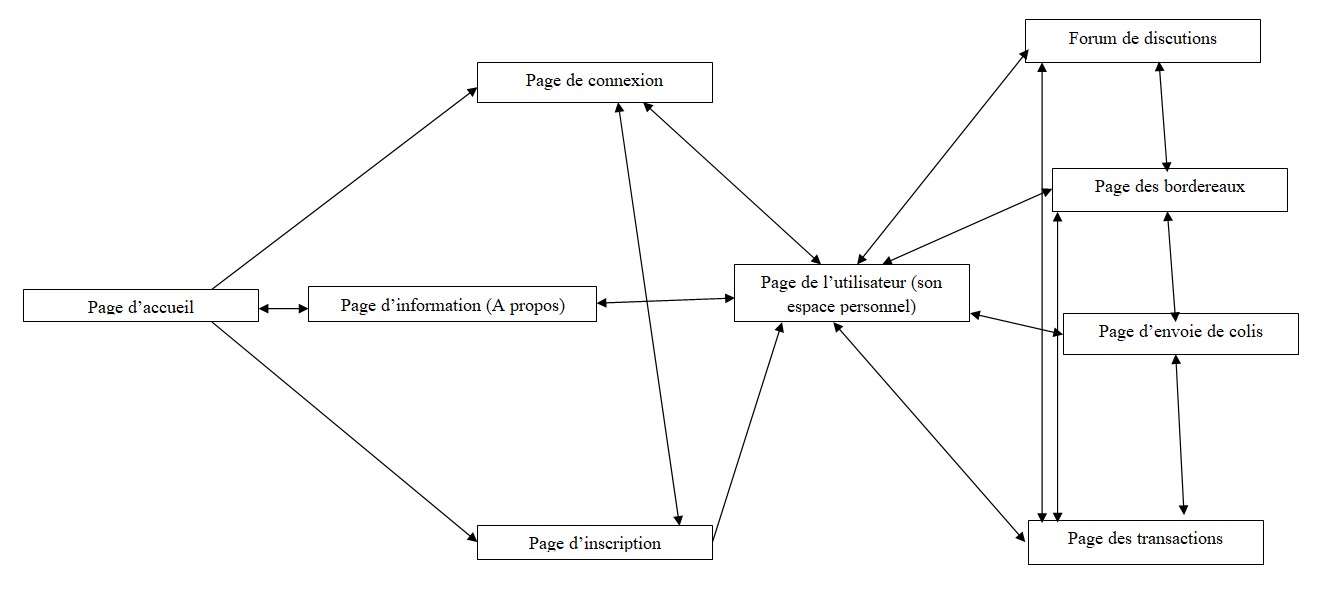 Forum de discutions
Page de connexion
Page des bordereaux
Page de l’utilisateur (son
espace personnel)
Page d’accueil
Page d’information (A propos)
Page d’envoie de colis
Page d’inscription
Page des transactions